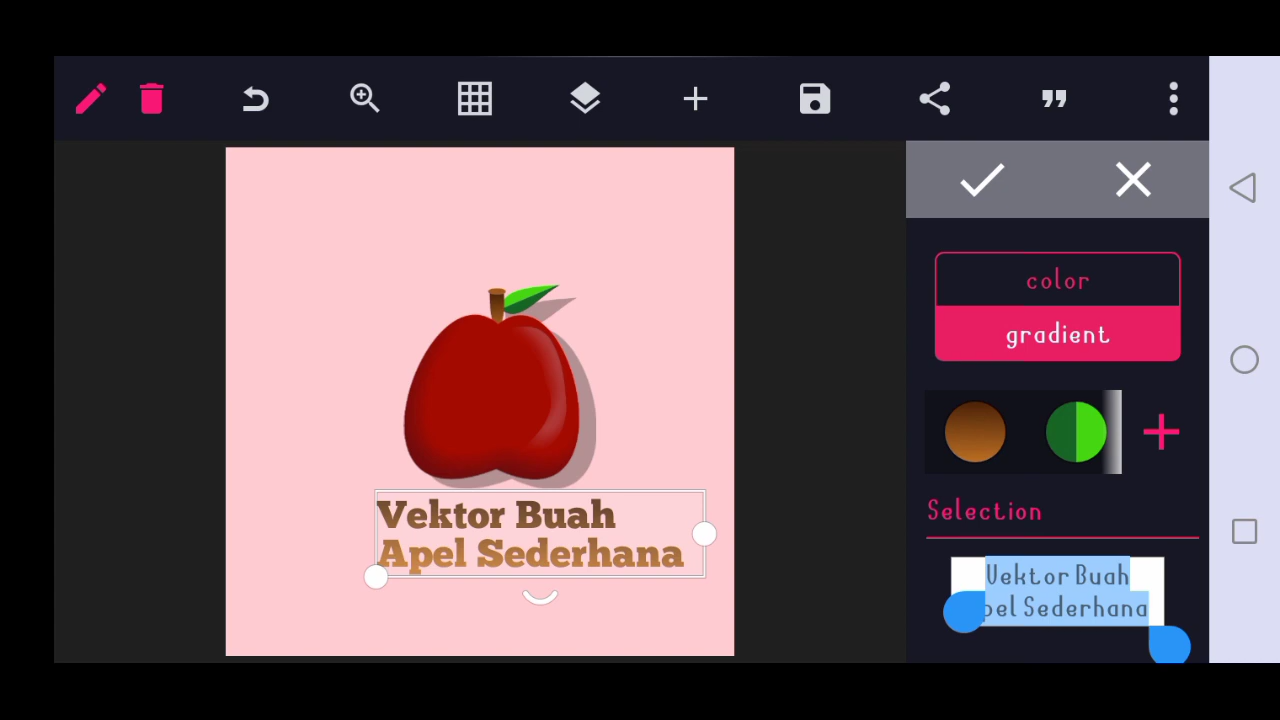 color
gradient
Vektor Buah
Apel Sederhana
Selection
Vektor Buah
pel Sederhana